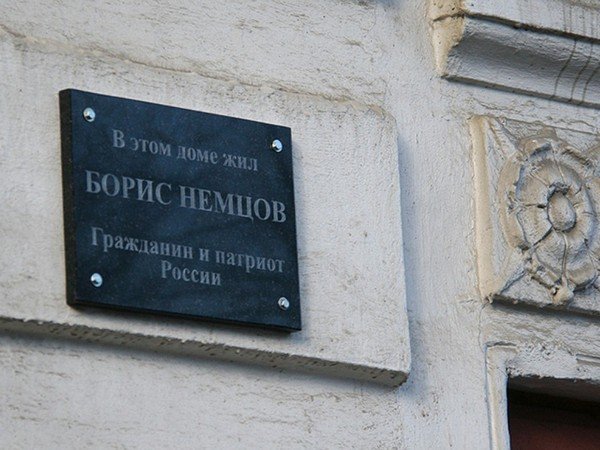 В этом доме жил
БОРИС НЕМЦОВ
Гражданин и патриот
России